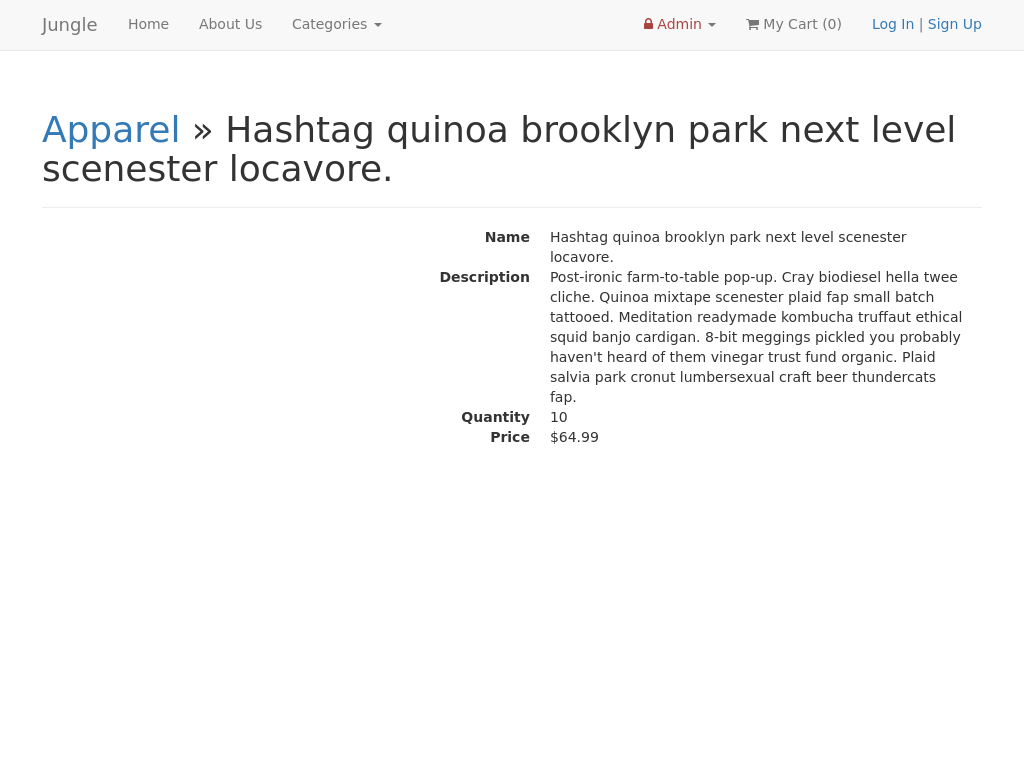 Jungle Home About Us Categories Admin My Cart (0) Log In | Sign Up
Apparel » Hashtag quinoa brooklyn park next level
scenester locavore.
Name Hashtag quinoa brooklyn park next level scenester
locavore.
Description Post-ironic farm-to-table pop-up. Cray biodiesel hella twee
cliche. Quinoa mixtape scenester plaid fap small batch
tattooed. Meditation readymade kombucha truffaut ethical
squid banjo cardigan. 8-bit meggings pickled you probably
haven't heard of them vinegar trust fund organic. Plaid
salvia park cronut lumbersexual craft beer thundercats
fap.
Quantity 10
Price $64.99